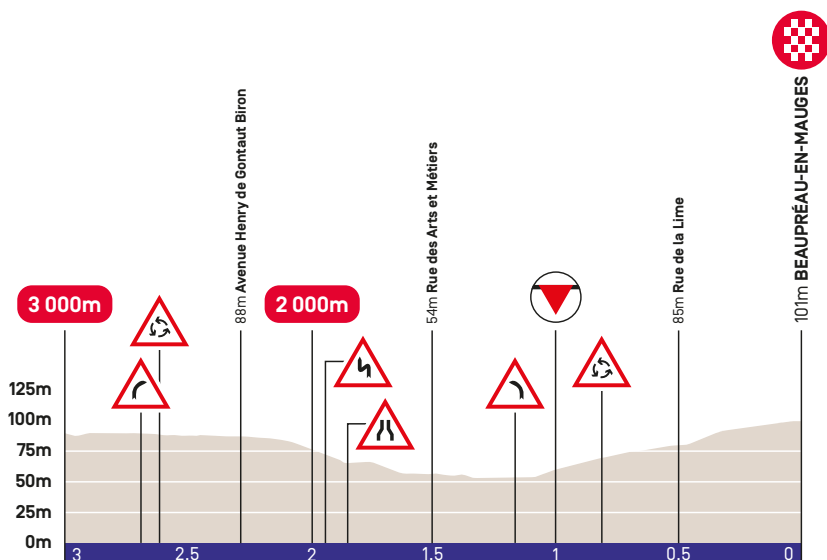 3 000m
88m Avenue Henry de Gontaut Biron
2 000m
54m Rue des Arts et Métiers
85m Rue de la Lime
101m BEAUPRÉAU-EN-MAUGES
125m
100m
75m
50m
25m
0m
3 2,5 2 1,5 1 0,5 0